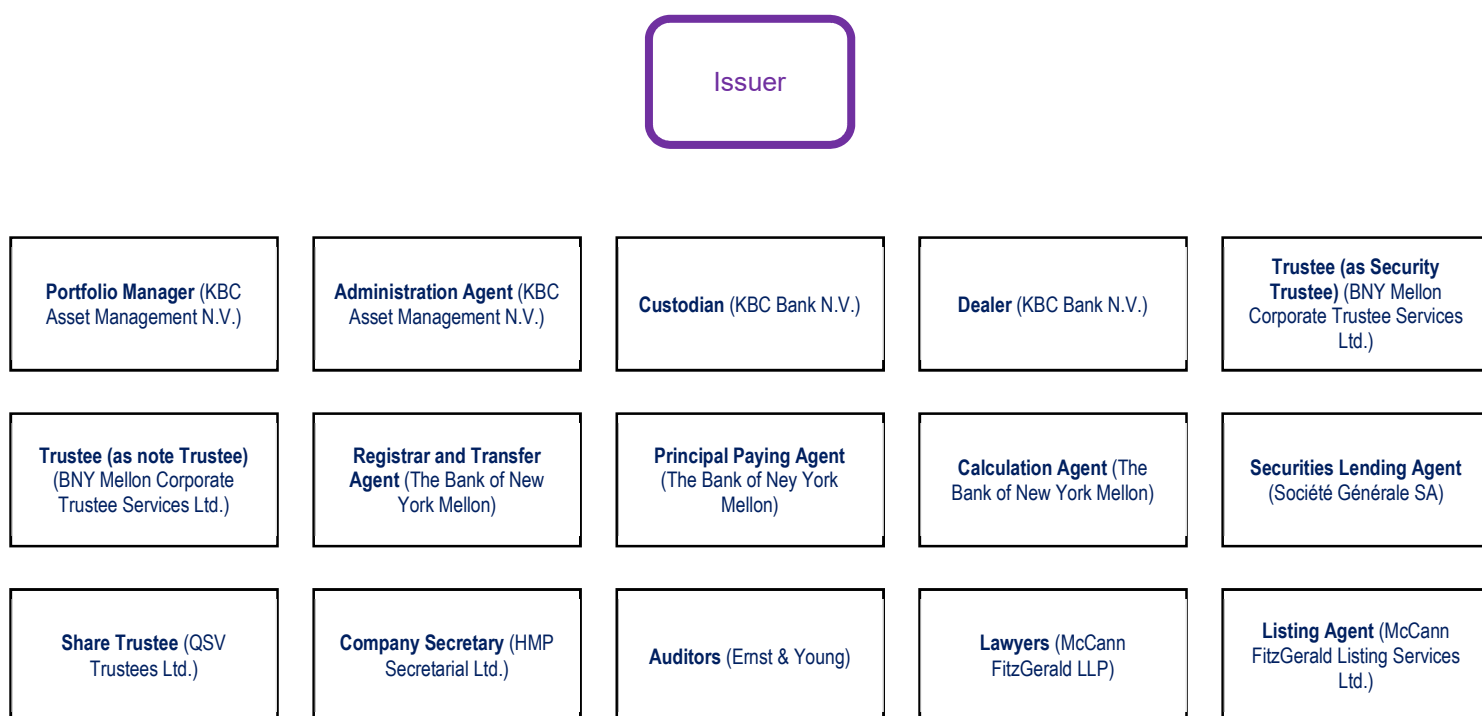 Issuer
Portfolio Manager (KBC
Asset Management N.V.)
Administration Agent (KBC
Asset Management N.V.)
Custodian (KBC Bank N.V.)
Dealer (KBC Bank N.V.)
Trustee (as Security
Trustee) (BNY Mellon
Corporate Trustee Services
Ltd.)
Trustee (as note Trustee)
(BNY Mellon Corporate
Trustee Services Ltd.)
Registrar and Transfer
Agent (The Bank of New
York Mellon)
Principal Paying Agent
(The Bank of Ney York
Mellon)
Calculation Agent (The
Bank of New York Mellon)
Securities Lending Agent
(Société Générale SA)
Share Trustee (QSV
Trustees Ltd.)
Company Secretary (HMP
Secretarial Ltd.)
Auditors (Ernst & Young)
Lawyers (McCann
FitzGerald LLP)
Listing Agent (McCann
FitzGerald Listing Services
Ltd.)